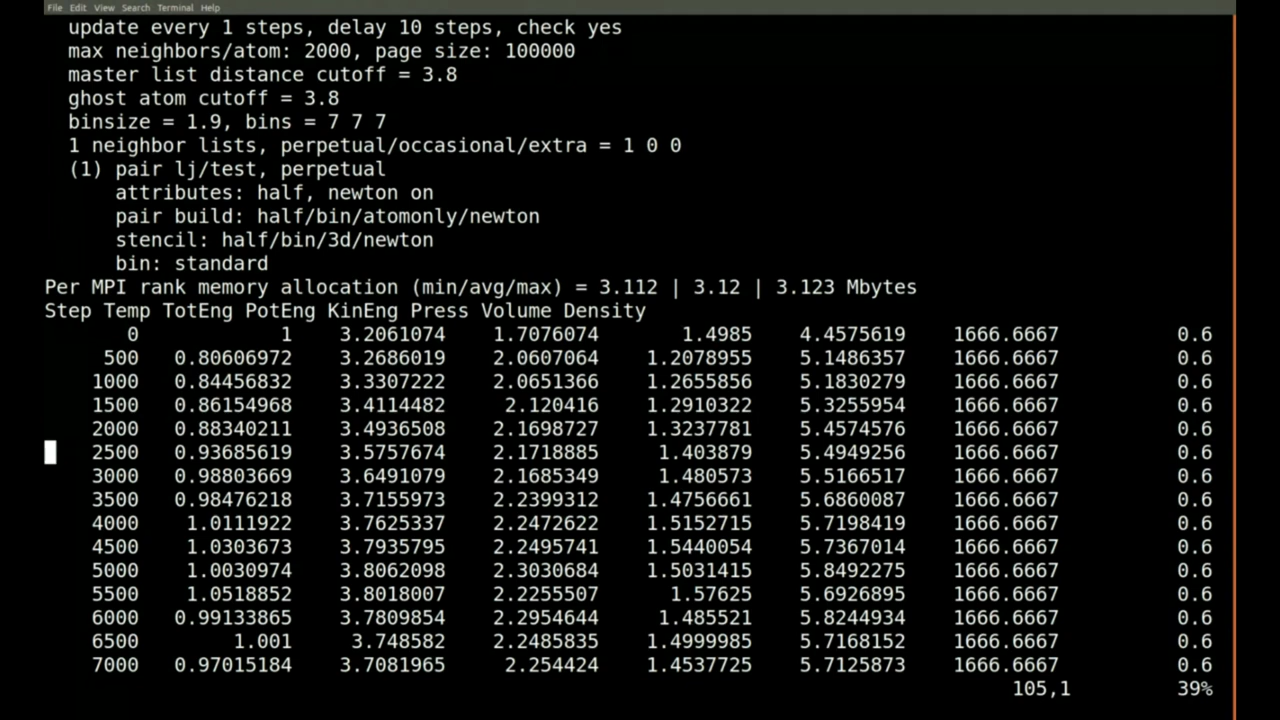 File Edit View Search Terminal Help
update every 1 steps, delay 10 steps, check yes
max neighbors/atom: 2000, page size: 100000
master list distance cutoff = 3.8
ghost atom cutoff = 3.8
binsize = 1.9, bins = 7 7 7
1 neighbor lists, perpetual/occasional/extra = 1 0 0
(1) pair lj/test, perpetual
attributes: half, newton on
pair build: half/bin/atomonly/newton
stencil: half/bin/3d/newton
bin: standard
Per MPI rank memory allocation (min/avg/max) = 3.112 | 3.12 | 3.123 Mbytes
Step Temp TotEng PotEng KinEng Press Volume Density
0 1 3.2061074 1.7076074 1.4985 4.4575619 1666.6667 0.6
500 0.80606972 3.2686019 2.0607064 1.2078955 5.1486357 1666.6667 0.6
1000 0.84456832 3.3307222 2.0651366 1.2655856 5.1830279 1666.6667 0.6
1500 0.86154968 3.4114482 2.120416 1.2910322 5.3255954 1666.6667 0.6
2000 0.88340211 3.4936508 2.1698727 1.3237781 5.4574576 1666.6667 0.6
2500 0.93685619 3.5757674 2.1718885 1.403879 5.4949256 1666.6667 0.6
3000 0.98803669 3.6491079 2.1685349 1.480573 5.5166517 1666.6667 0.6
3500 0.98476218 3.7155973 2.2399312 1.4756661 5.6860087 1666.6667 0.6
4000 1.0111922 3.7625337 2.2472622 1.5152715 5.7198419 1666.6667 0.6
4500 1.0303673 3.7935795 2.2495741 1.5440054 5.7367014 1666.6667 0.6
5000 1.0030974 3.8062098 2.3030684 1.5031415 5.8492275 1666.6667 0.6
5500 1.0518852 3.8018007 2.2255507 1.57625 5.6926895 1666.6667 0.6
6000 0.99133865 3.7809854 2.2954644 1.485521 5.8244934 1666.6667 0.6
6500 1.001 3.748582 2.2485835 1.4999985 5.7168152 1666.6667 0.6
7000 0.97015184 3.7081965 2.254424 1.4537725 5.7125873 1666.6667 0.6
105,1 39%